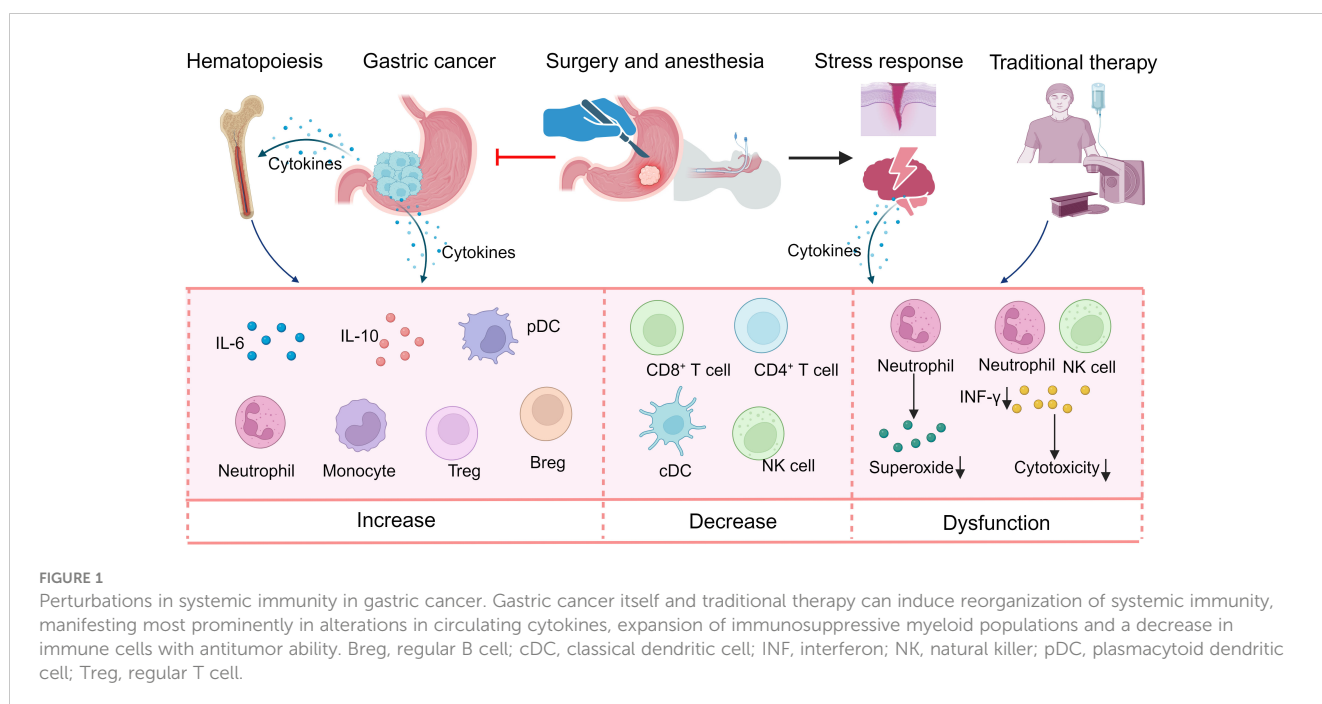 Hematopoiesis
Gastric cancer
Surgery and anesthesia
Stress response
Traditional therapy
Cytokines
Cytokines
Cytokines
IL-6
IL-10
pDC
Neutrophil
Monocyte
Treg
Breg
CD8⁺ T cell
CD4⁺ T cell
cDC
NK cell
Neutrophil
Neutrophil
NK cell
INF-γ
Superoxide
Cytotoxicity
Increase
Decrease
Dysfunction
FIGURE 1
Perturbations in systemic immunity in gastric cancer. Gastric cancer itself and traditional therapy can induce reorganization of systemic immunity,
manifesting most prominently in alterations in circulating cytokines, expansion of immunosuppressive myeloid populations and a decrease in
immune cells with antitumor ability. Breg, regular B cell; cDC, classical dendritic cell; INF, interferon; NK, natural killer; pDC, plasmacytoid dendritic
cell; Treg, regular T cell.